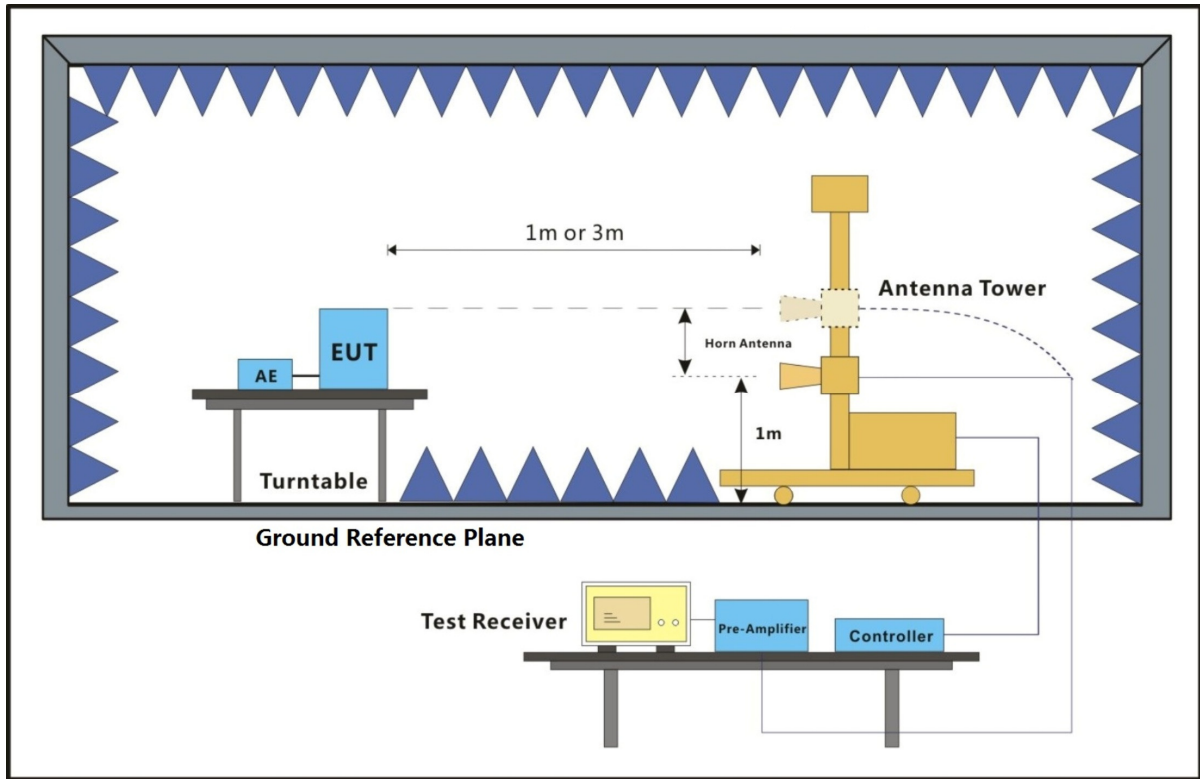 1m or 3m
Antenna Tower
Horn Antenna
EUT
AE
1m
Turntable
Ground Reference Plane
Test Receiver
Pre-Amplifier
Controller